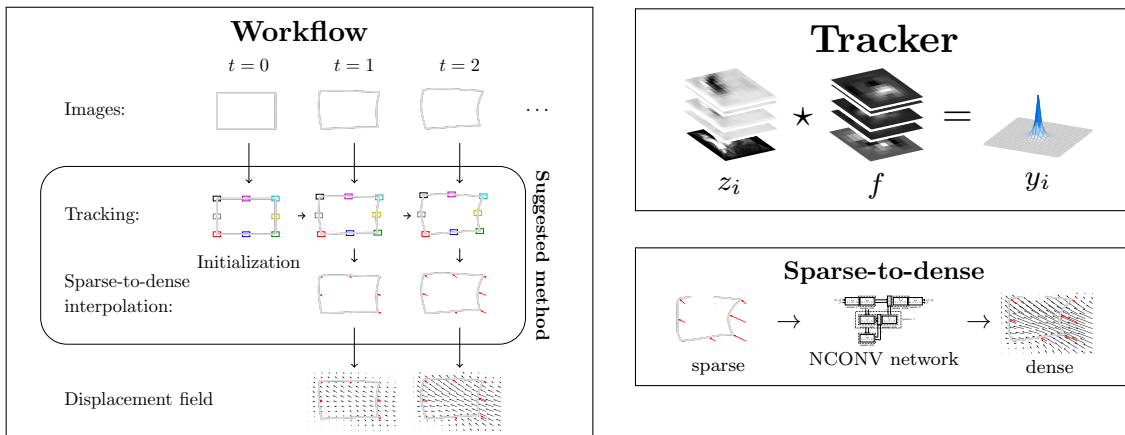 Workflow
t = 0
t = 1
t = 2
Images:
...
Tracking:
Initialization
Sparse-to-dense
interpolation:
Suggested method
Displacement field
Tracker
z_i
⋆
f
=
y_i
Sparse-to-dense
sparse
→
NCONV network
→
dense